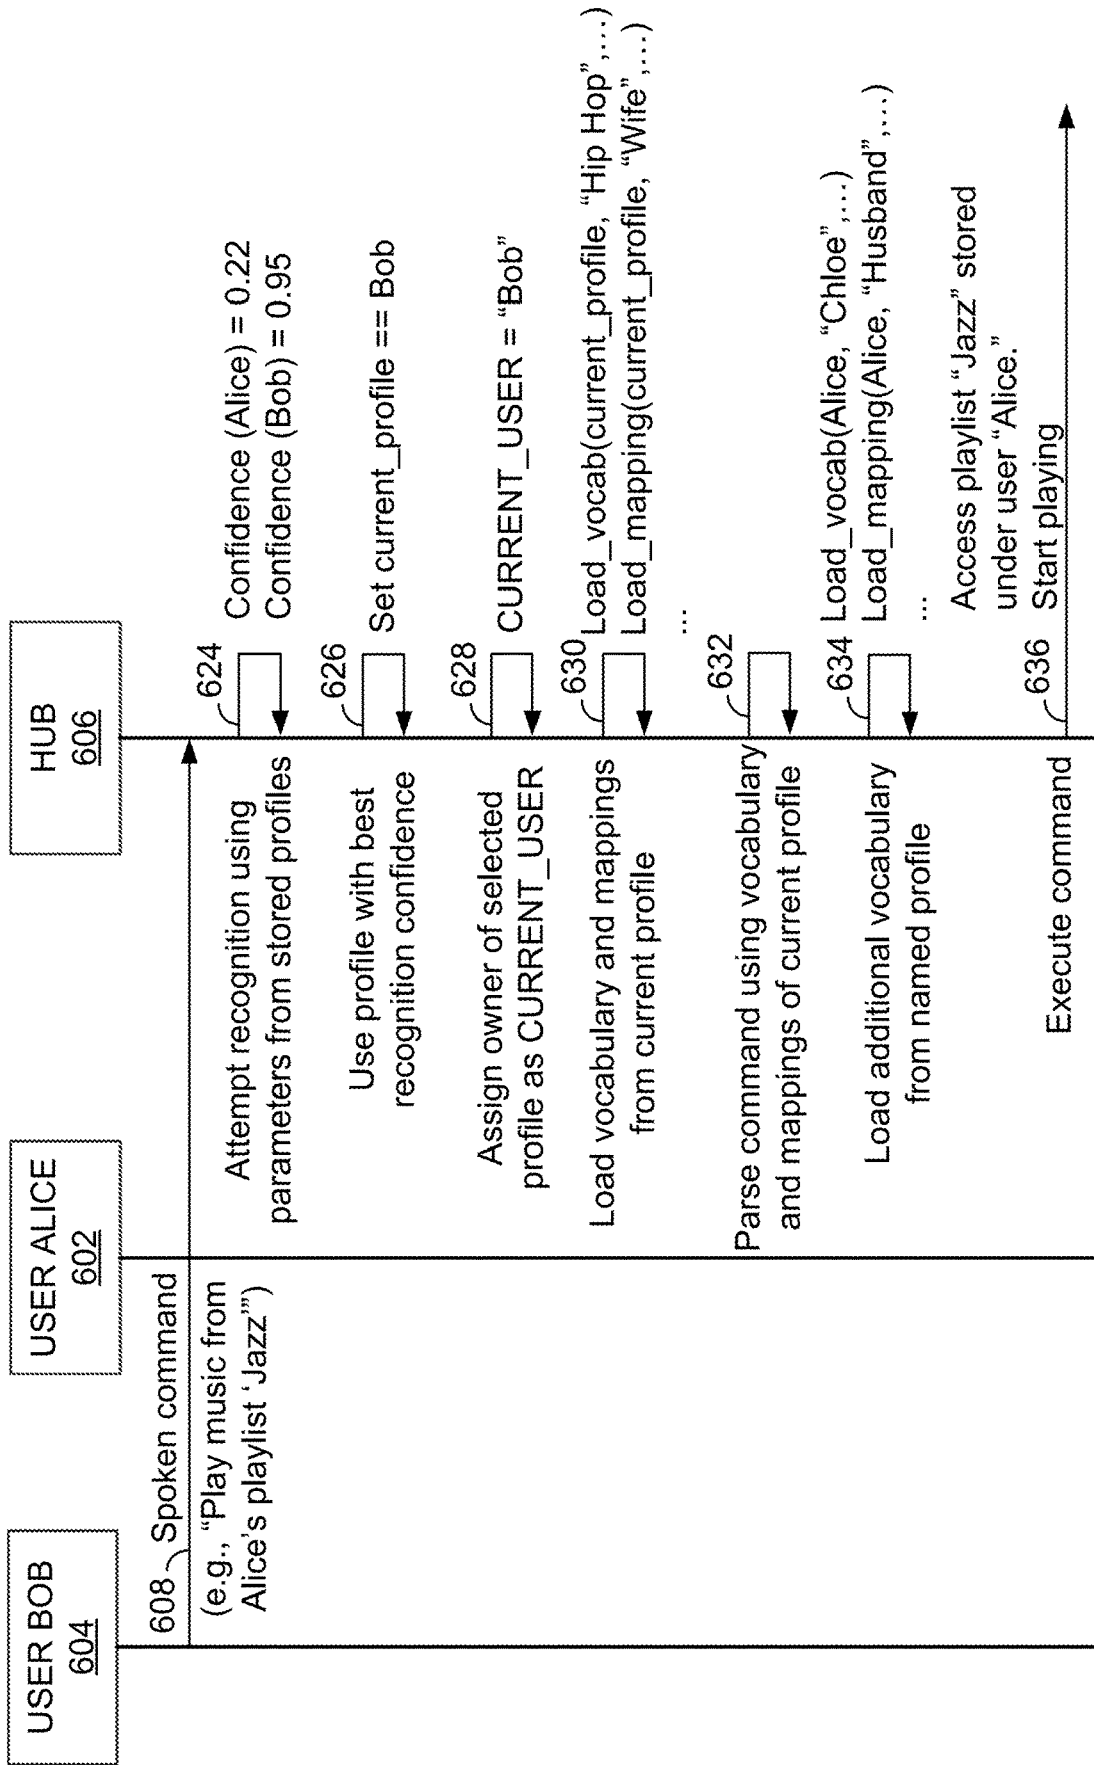 USER BOB
604
USER ALICE
602
HUB
606
608
Spoken command
(e.g., “Play music from
Alice’s playlist ‘Jazz’”)
Attempt recognition using
parameters from stored profiles
624
Confidence (Alice) = 0.22
Confidence (Bob) = 0.95
Use profile with best
recognition confidence
626
Set current_profile == Bob
Assign owner of selected
profile as CURRENT_USER
628
CURRENT_USER = “Bob”
Load vocabulary and mappings
from current profile
630
Load_vocab(current_profile, “Hip Hop”,…)
Load_mapping(current_profile, “Wife”,…)
…
Parse command using vocabulary
and mappings of current profile
632
Load additional vocabulary
from named profile
634
Load_vocab(Alice, “Chloe”,…)
Load_mapping(Alice, “Husband”,…)
…
Execute command
636
Access playlist “Jazz” stored
under user “Alice.”
Start playing